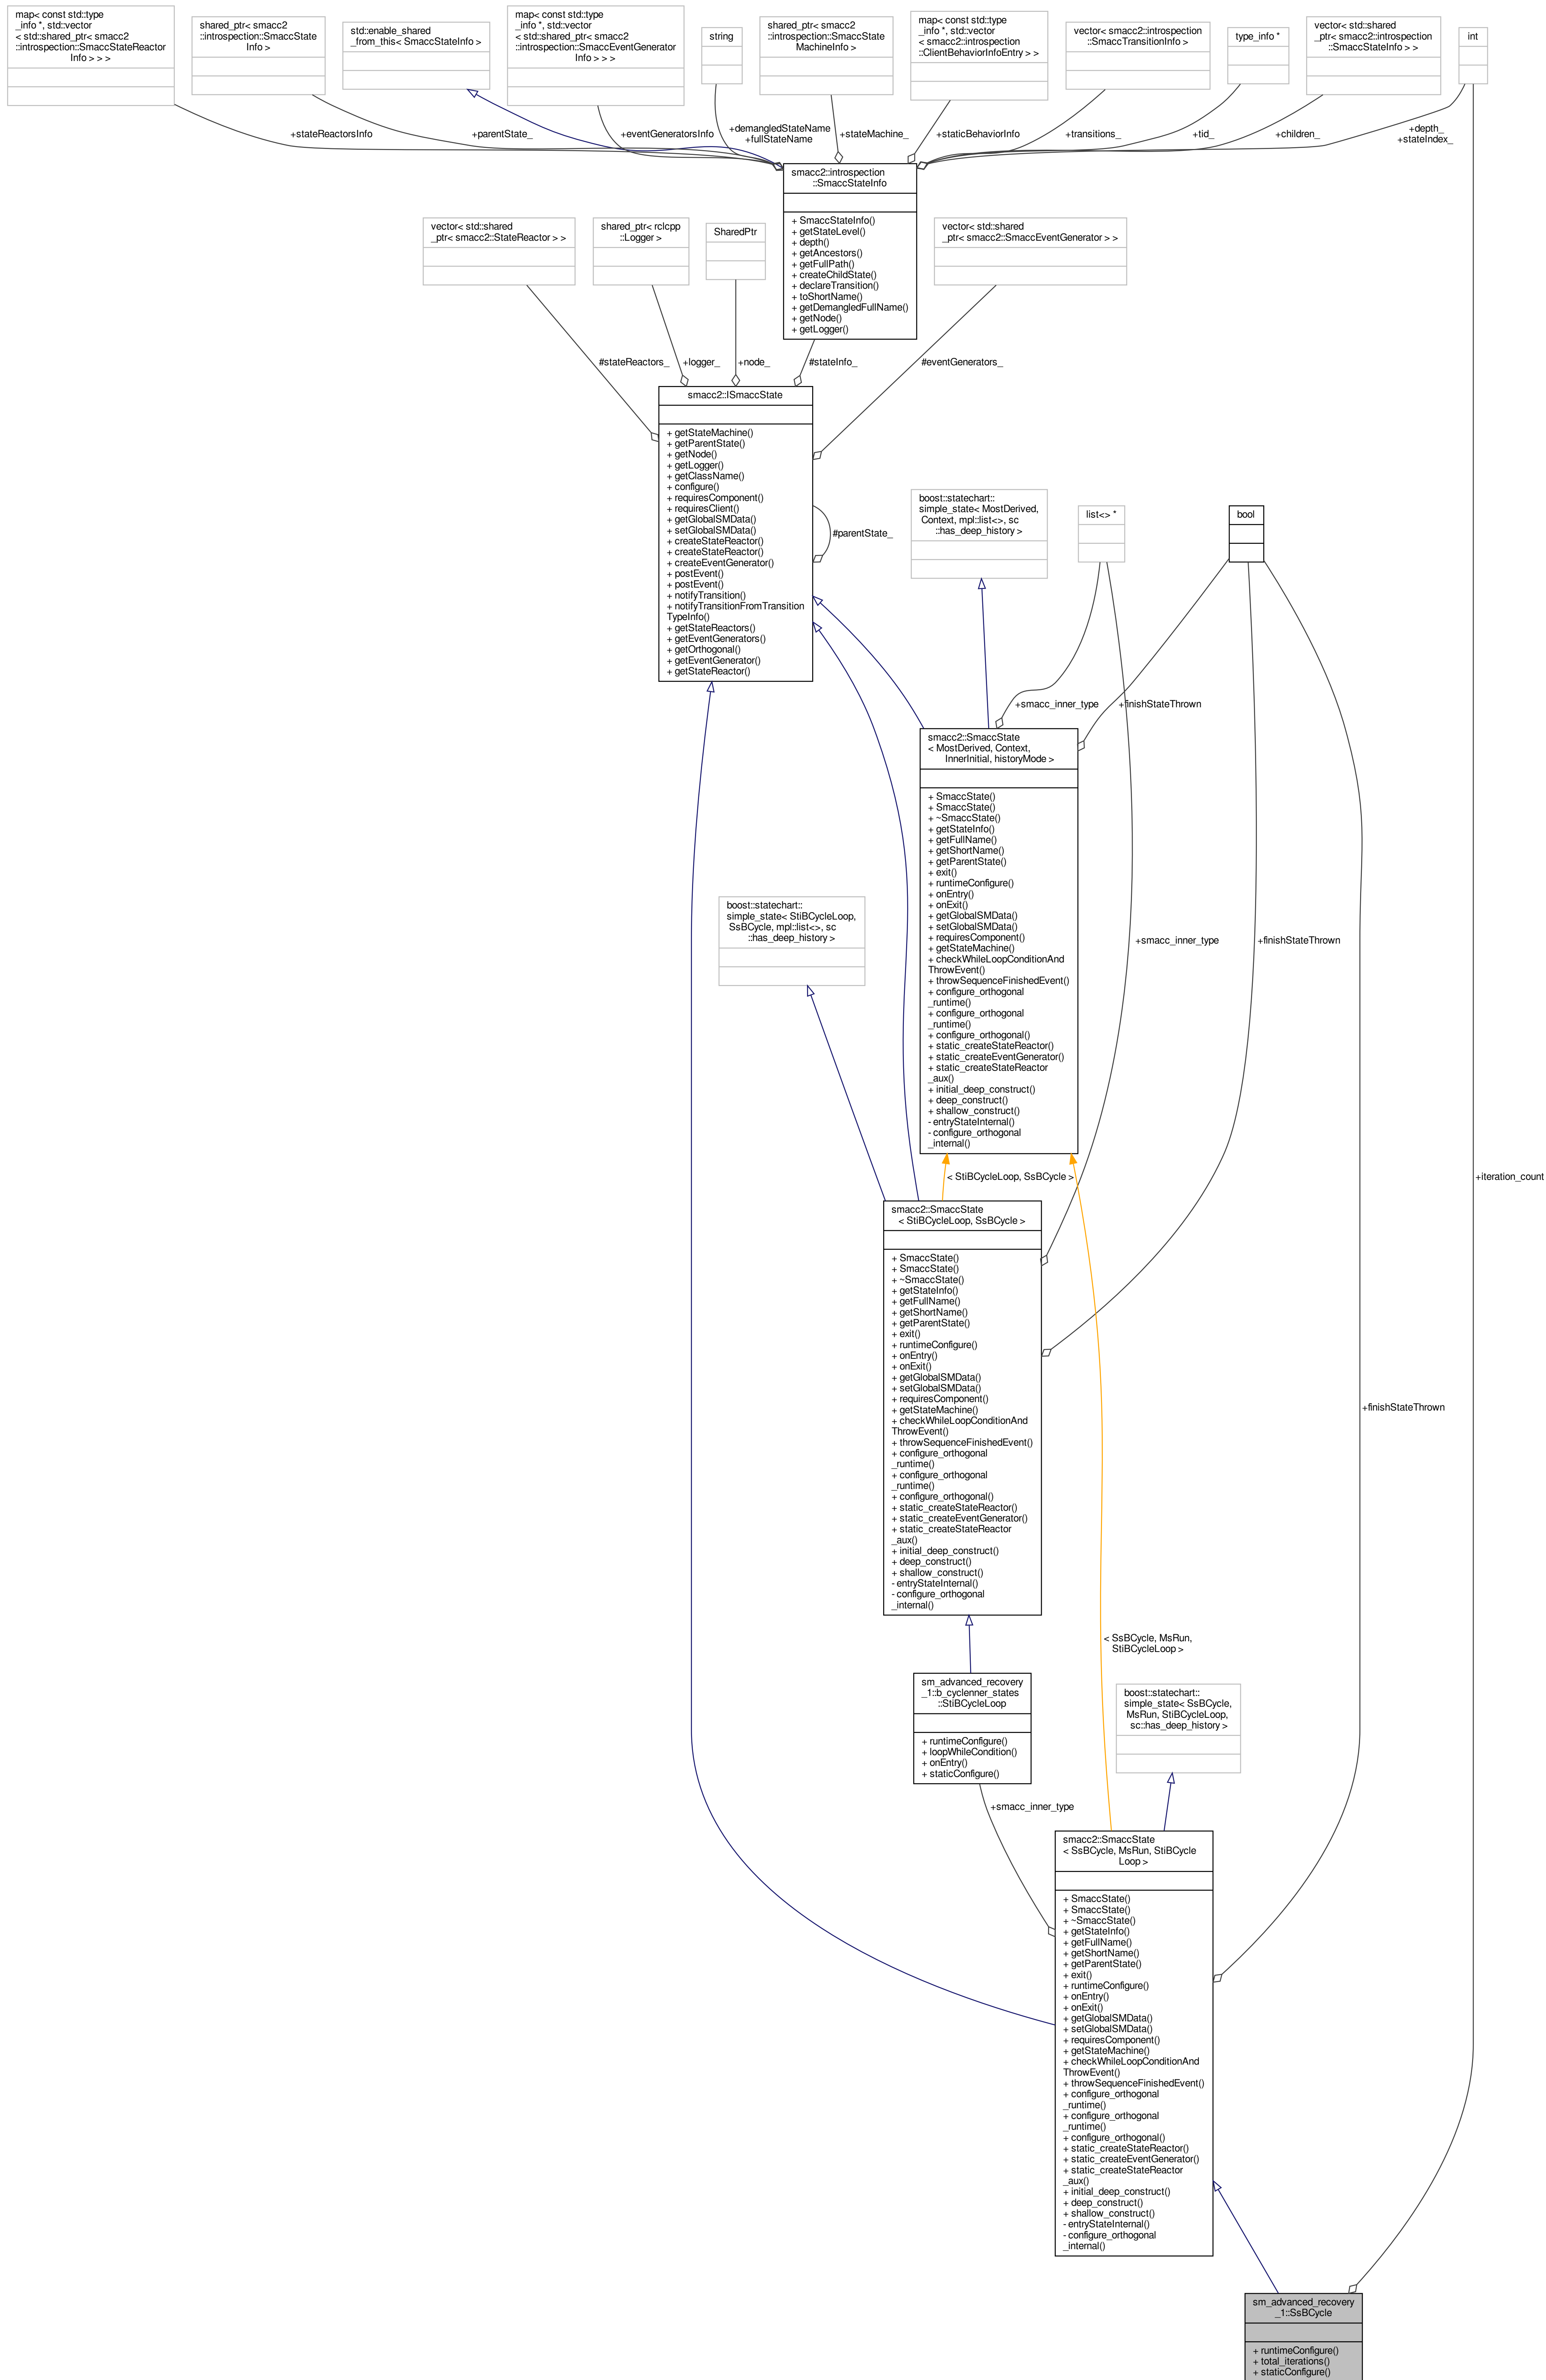 map< const std::type
_info *, std::vector
< std::shared_ptr< smacc2
::introspection::SmaccStateReactor
Info > > >
shared_ptr< smacc2
::introspection::SmaccState
Info >
std::enable_shared
_from_this< SmaccStateInfo >
map< const std::type
_info *, std::vector
< std::shared_ptr< smacc2
::introspection::SmaccEventGenerator
Info > > >
string
shared_ptr< smacc2
::introspection::SmaccState
MachineInfo >
map< const std::type
_info *, std::vector
< smacc2::introspection
::ClientBehaviorInfoEntry > >
vector< smacc2::introspection
::SmaccTransitionInfo >
type_info *
vector< std::shared
_ptr< smacc2::introspection
::SmaccStateInfo > >
int
+stateReactorsInfo
+parentState_
+eventGeneratorsInfo
+demangledStateName
+fullStateName
+stateMachine_
+staticBehaviorInfo
+transitions_
+tid_
+children_
+depth_
+stateIndex_
smacc2::introspection
::SmaccStateInfo
+ SmaccStateInfo()
+ getStateLevel()
+ depth()
+ getAncestors()
+ getFullPath()
+ createChildState()
+ declareTransition()
+ toShortName()
+ getDemangledFullName()
+ getNode()
+ getLogger()
vector< std::shared
_ptr< smacc2::StateReactor > >
shared_ptr< rclcpp
::Logger >
SharedPtr
vector< std::shared
_ptr< smacc2::SmaccEventGenerator > >
#stateReactors_
+logger_
+node_
#stateInfo_
#eventGenerators_
smacc2::ISmaccState
+ getStateMachine()
+ getParentState()
+ getNode()
+ getLogger()
+ getClassName()
+ configure()
+ requiresComponent()
+ requiresClient()
+ getGlobalSMData()
+ setGlobalSMData()
+ createStateReactor()
+ createStateReactor()
+ createEventGenerator()
+ postEvent()
+ postEvent()
+ notifyTransition()
+ notifyTransitionFromTransition
TypeInfo()
+ getStateReactors()
+ getEventGenerators()
+ getOrthogonal()
+ getEventGenerator()
+ getStateReactor()
#parentState_
boost::statechart::
simple_state< MostDerived,
Context, mpl::list<>, sc
::has_deep_history >
list<> *
bool
+smacc_inner_type
+finishStateThrown
smacc2::SmaccState
< MostDerived, Context,
InnerInitial, historyMode >
+ SmaccState()
+ SmaccState()
+ ~SmaccState()
+ getStateInfo()
+ getFullName()
+ getShortName()
+ getParentState()
+ exit()
+ runtimeConfigure()
+ onEntry()
+ onExit()
+ getGlobalSMData()
+ setGlobalSMData()
+ requiresComponent()
+ getStateMachine()
+ checkWhileLoopConditionAnd
ThrowEvent()
+ throwSequenceFinishedEvent()
+ configure_orthogonal
_runtime()
+ configure_orthogonal
_runtime()
+ configure_orthogonal()
+ static_createStateReactor()
+ static_createEventGenerator()
+ static_createStateReactor
_aux()
+ initial_deep_construct()
+ deep_construct()
+ shallow_construct()
- entryStateInternal()
- configure_orthogonal
_internal()
boost::statechart::
simple_state< StiBCycleLoop,
SsBCycle, mpl::list<>, sc
::has_deep_history >
+smacc_inner_type
+finishStateThrown
< StiBCycleLoop, SsBCycle >
+iteration_count
smacc2::SmaccState
< StiBCycleLoop, SsBCycle >
+ SmaccState()
+ SmaccState()
+ ~SmaccState()
+ getStateInfo()
+ getFullName()
+ getShortName()
+ getParentState()
+ exit()
+ runtimeConfigure()
+ onEntry()
+ onExit()
+ getGlobalSMData()
+ setGlobalSMData()
+ requiresComponent()
+ getStateMachine()
+ checkWhileLoopConditionAnd
ThrowEvent()
+ throwSequenceFinishedEvent()
+ configure_orthogonal
_runtime()
+ configure_orthogonal
_runtime()
+ configure_orthogonal()
+ static_createStateReactor()
+ static_createEventGenerator()
+ static_createStateReactor
_aux()
+ initial_deep_construct()
+ deep_construct()
+ shallow_construct()
- entryStateInternal()
- configure_orthogonal
_internal()
+finishStateThrown
< SsBCycle, MsRun,
StiBCycleLoop >
sm_advanced_recovery
_1::b_cyclenner_states
::StiBCycleLoop
+ runtimeConfigure()
+ loopWhileCondition()
+ onEntry()
+ staticConfigure()
boost::statechart::
simple_state< SsBCycle,
MsRun, StiBCycleLoop,
sc::has_deep_history >
+smacc_inner_type
smacc2::SmaccState
< SsBCycle, MsRun, StiBCycle
Loop >
+ SmaccState()
+ SmaccState()
+ ~SmaccState()
+ getStateInfo()
+ getFullName()
+ getShortName()
+ getParentState()
+ exit()
+ runtimeConfigure()
+ onEntry()
+ onExit()
+ getGlobalSMData()
+ setGlobalSMData()
+ requiresComponent()
+ getStateMachine()
+ checkWhileLoopConditionAnd
ThrowEvent()
+ throwSequenceFinishedEvent()
+ configure_orthogonal
_runtime()
+ configure_orthogonal
_runtime()
+ configure_orthogonal()
+ static_createStateReactor()
+ static_createEventGenerator()
+ static_createStateReactor
_aux()
+ initial_deep_construct()
+ deep_construct()
+ shallow_construct()
- entryStateInternal()
- configure_orthogonal
_internal()
sm_advanced_recovery
_1::SsBCycle
+ runtimeConfigure()
+ total_iterations()
+ staticConfigure()